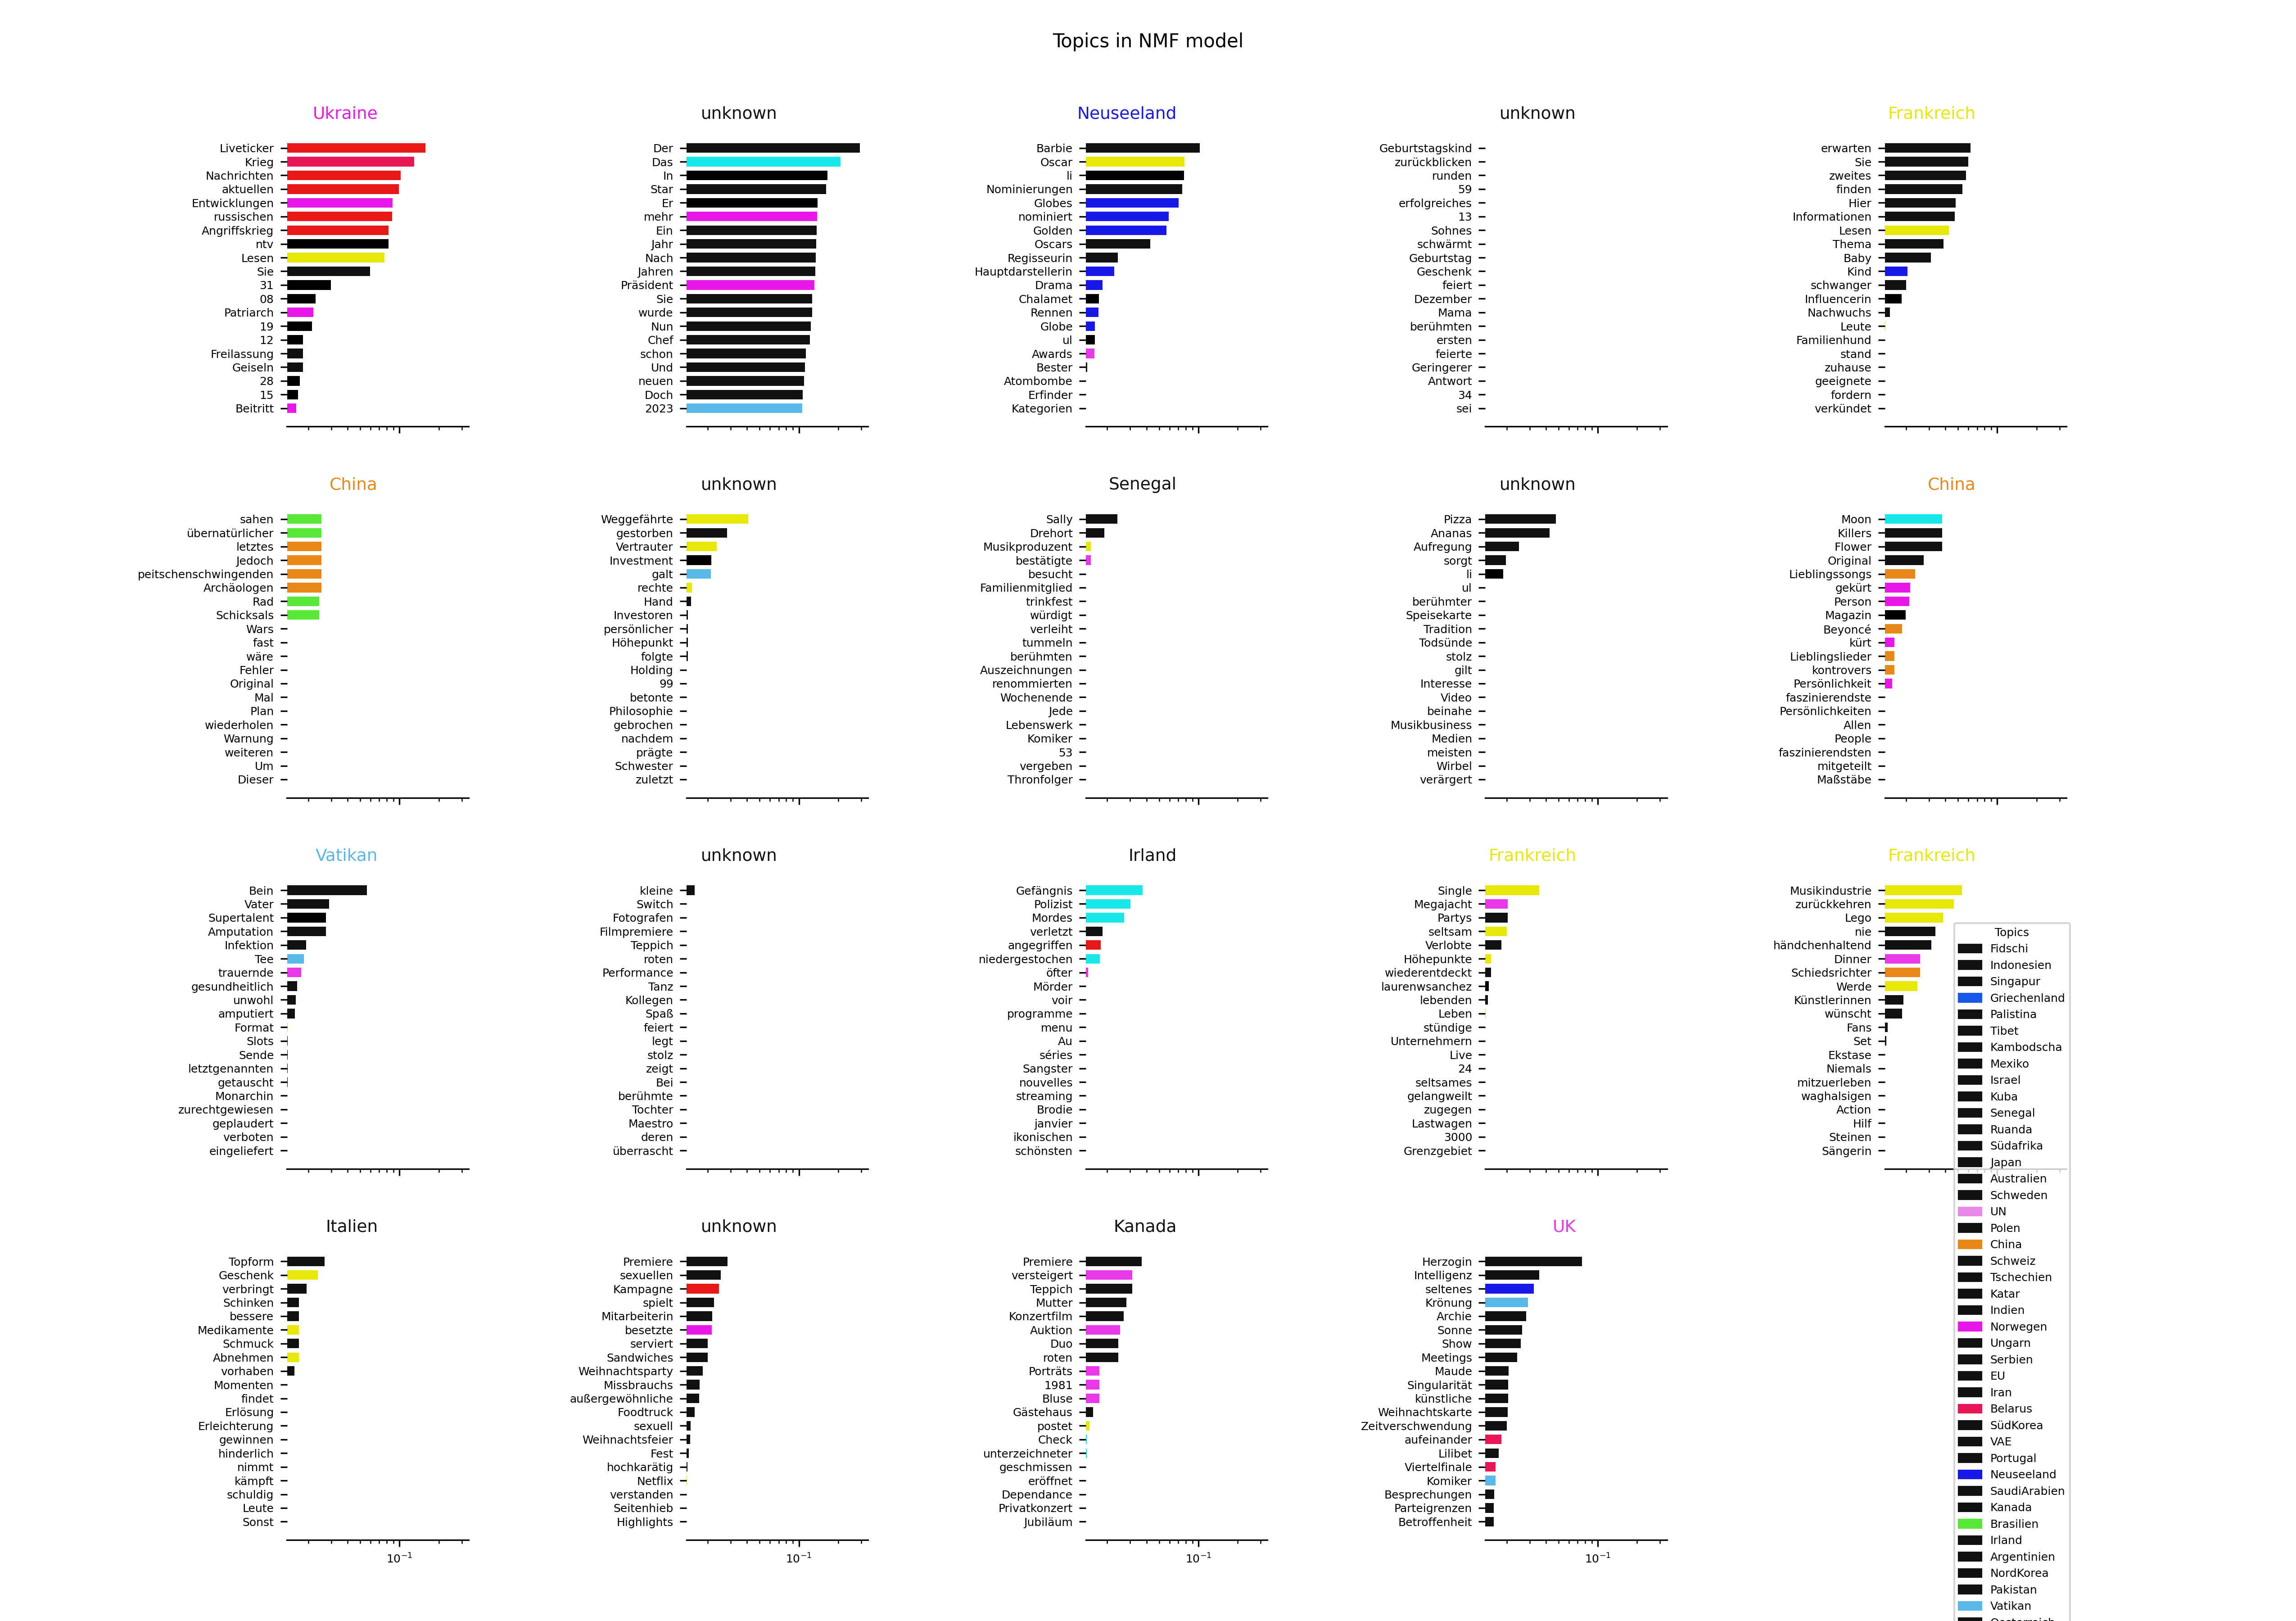 Topics in NMF model
Ukraine
Liveticker
Krieg
Nachrichten
aktuellen
Entwicklungen
russischen
Angriffskrieg
ntv
Lesen
Sie
31
08
Patriarch
19
12
Freilassung
Geiseln
28
15
Beitritt
unknown
Der
Das
In
Star
Er
mehr
Ein
Jahr
Nach
Jahren
Präsident
Sie
wurde
Nun
Chef
schon
Und
neuen
Doch
2023
Neuseeland
Barbie
Oscar
li
Nominierungen
Globes
nominiert
Golden
Oscars
Regisseurin
Hauptdarstellerin
Drama
Chalamet
Rennen
Globe
ul
Awards
Bester
Atombombe
Erfinder
Kategorien
unknown
Geburtstagskind
zurückblicken
runden
59
erfolgreiches
13
Sohnes
schwärmt
Geburtstag
Geschenk
feiert
Dezember
Mama
berühmten
ersten
feierte
Geringerer
Antwort
34
sei
Frankreich
erwarten
Sie
zweites
finden
Hier
Informationen
Lesen
Thema
Baby
Kind
schwanger
Influencerin
Nachwuchs
Leute
Familienhund
stand
zuhause
geeignete
fordern
verkündet
China
sahen
übernatürlicher
letztes
Jedoch
peitschenschwingenden
Archäologen
Rad
Schicksals
Wars
fast
wäre
Fehler
Original
Mal
Plan
wiederholen
Warnung
weiteren
Um
Dieser
unknown
Weggefährte
gestorben
Vertrauter
Investment
galt
rechte
Hand
Investoren
persönlicher
Höhepunkt
folgte
Holding
99
betonte
Philosophie
gebrochen
nachdem
prägte
Schwester
zuletzt
Senegal
Sally
Drehort
Musikproduzent
bestätigte
besucht
Familienmitglied
trinkfest
würdigt
verleiht
tummeln
berühmten
Auszeichnungen
renommierten
Wochenende
Jede
Lebenswerk
Komiker
53
vergeben
Thronfolger
unknown
Pizza
Ananas
Aufregung
sorgt
li
ul
berühmter
Speisekarte
Tradition
Todsünde
stolz
gilt
Interesse
Video
beinahe
Musikbusiness
Medien
meisten
Wirbel
verärgert
China
Moon
Killers
Flower
Original
Lieblingssongs
gekürt
Person
Magazin
Beyoncé
kürt
Lieblingslieder
kontrovers
Persönlichkeit
faszinierendste
Persönlichkeiten
Allen
People
faszinierendsten
mitgeteilt
Maßstäbe
Vatikan
Bein
Vater
Supertalent
Amputation
Infektion
Tee
trauernde
gesundheitlich
unwohl
amputiert
Format
Slots
Sende
letztgenannten
getauscht
Monarchin
zurechtgewiesen
geplaudert
verboten
eingeliefert
unknown
kleine
Switch
Fotografen
Filmpremiere
Teppich
roten
Performance
Tanz
Kollegen
Spaß
feiert
legt
stolz
zeigt
Bei
berühmte
Tochter
Maestro
deren
überrascht
Irland
Gefängnis
Polizist
Mordes
verletzt
angegriffen
niedergestochen
öfter
Mörder
voir
programme
menu
Au
séries
Sangster
nouvelles
streaming
Brodie
janvier
ikonischen
schönsten
Frankreich
Single
Megajacht
Partys
seltsam
Verlobte
Höhepunkte
wiederentdeckt
laurenwsanchez
lebenden
Leben
stündige
Unternehmern
Live
24
seltsames
gelangweilt
zugegen
Lastwagen
3000
Grenzgebiet
Frankreich
Musikindustrie
zurückkehren
Lego
nie
händchenhaltend
Dinner
Schiedsrichter
Werde
Künstlerinnen
wünscht
Fans
Set
Ekstase
Niemals
mitzuerleben
waghalsigen
Action
Hilf
Steinen
Sängerin
Italien
Topform
Geschenk
verbringt
Schinken
bessere
Medikamente
Schmuck
Abnehmen
vorhaben
Momenten
findet
Erlösung
Erleichterung
gewinnen
hinderlich
nimmt
kämpft
schuldig
Leute
Sonst
10⁻¹
unknown
Premiere
sexuellen
Kampagne
spielt
Mitarbeiterin
besetzte
serviert
Sandwiches
Weihnachtsparty
Missbrauchs
außergewöhnliche
Foodtruck
sexuell
Weihnachtsfeier
Fest
hochkarätig
Netflix
verstanden
Seitenhieb
Highlights
10⁻¹
Kanada
Premiere
versteigert
Teppich
Mutter
Konzertfilm
Auktion
Duo
roten
Porträts
1981
Bluse
Gästehaus
postet
Check
unterzeichneter
geschmissen
eröffnet
Dependance
Privatkonzert
Jubiläum
10⁻¹
UK
Herzogin
Intelligenz
seltenes
Krönung
Archie
Sonne
Show
Meetings
Maude
Singularität
künstliche
Weihnachtskarte
Zeitverschwendung
aufeinander
Lilibet
Viertelfinale
Komiker
Besprechungen
Parteigrenzen
Betroffenheit
10⁻¹
Topics
Fidschi
Indonesien
Singapur
Griechenland
Palistina
Tibet
Kambodscha
Mexiko
Israel
Kuba
Senegal
Ruanda
Südafrika
Japan
Australien
Schweden
UN
Polen
China
Schweiz
Tschechien
Katar
Indien
Norwegen
Ungarn
Serbien
EU
Iran
Belarus
SüdKorea
VAE
Portugal
Neuseeland
SaudiArabien
Kanada
Brasilien
Irland
Argentinien
NordKorea
Pakistan
Vatikan